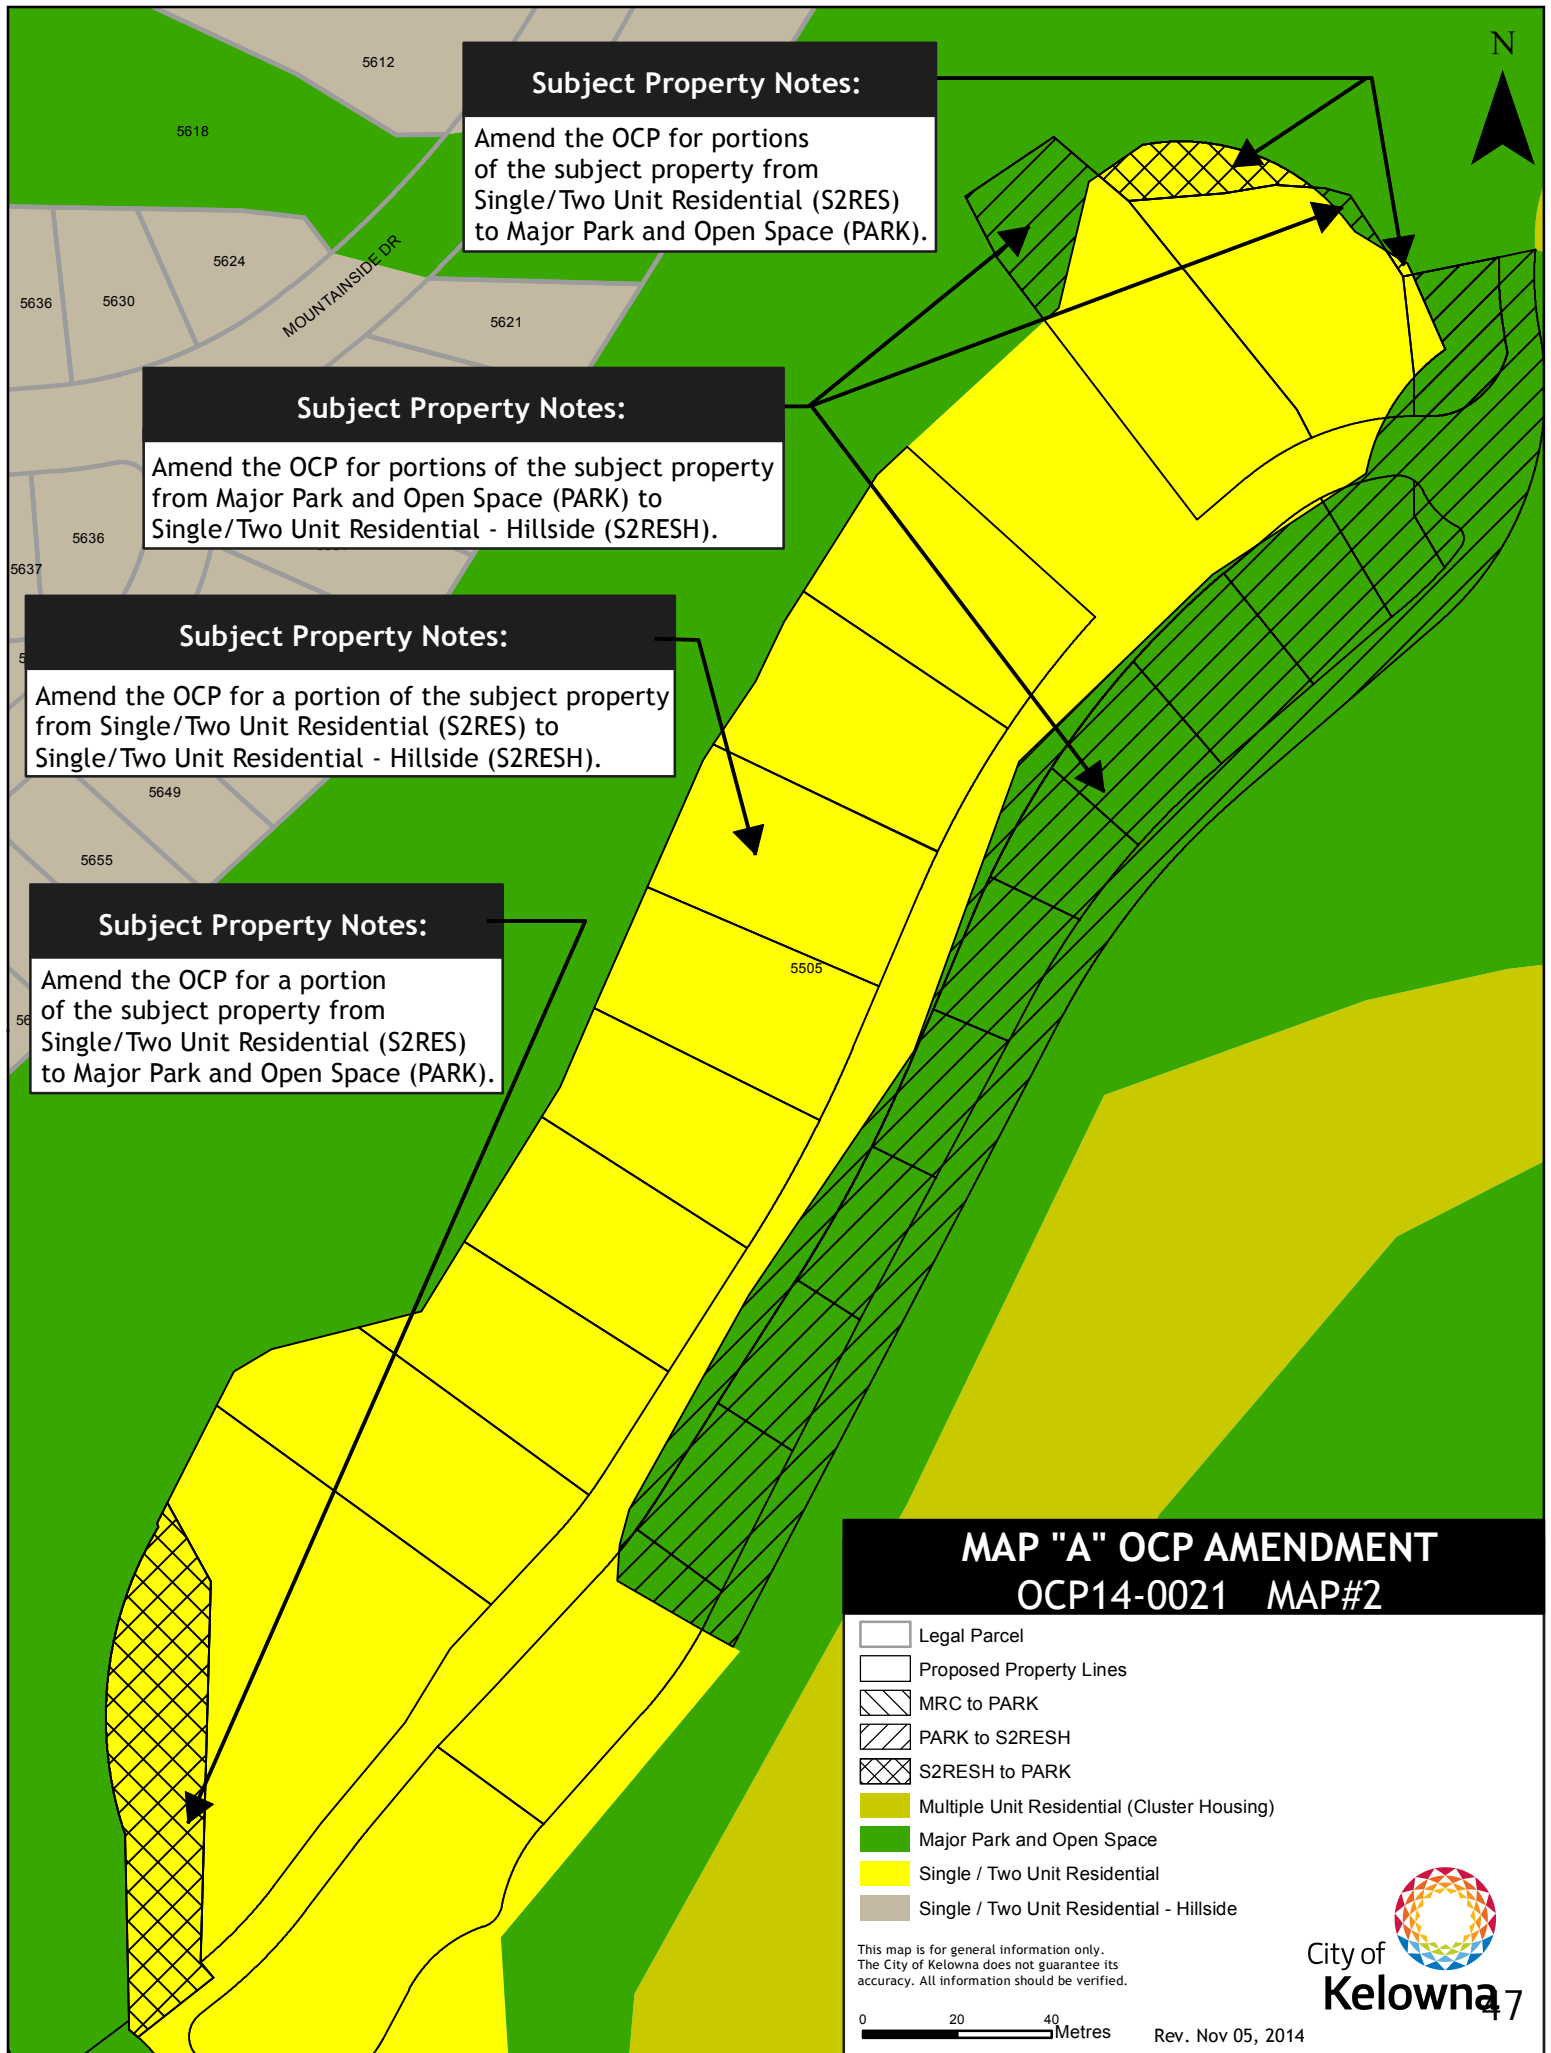 N
5612
Subject Property Notes:
Amend the OCP for portions
of the subject property from
Single/Two Unit Residential (S2RES)
to Major Park and Open Space (PARK).
5618
5624
5636
5630
MOUNTAINSIDE DR
5621
Subject Property Notes:
Amend the OCP for portions of the subject property
from Major Park and Open Space (PARK) to
Single/Two Unit Residential - Hillside (S2RESH).
5636
5637
Subject Property Notes:
Amend the OCP for a portion of the subject property
from Single/Two Unit Residential (S2RES) to
Single/Two Unit Residential - Hillside (S2RESH).
5649
5655
Subject Property Notes:
Amend the OCP for a portion
of the subject property from
Single/Two Unit Residential (S2RES)
to Major Park and Open Space (PARK).
5505
MAP "A" OCP AMENDMENT
OCP14-0021 MAP#2
Legal Parcel
Proposed Property Lines
MRC to PARK
PARK to S2RESH
S2RESH to PARK
Multiple Unit Residential (Cluster Housing)
Major Park and Open Space
Single / Two Unit Residential
Single / Two Unit Residential - Hillside
This map is for general information only.
The City of Kelowna does not guarantee its
accuracy. All information should be verified.
0 20 40
Metres
Rev. Nov 05, 2014
City of
Kelowna
47